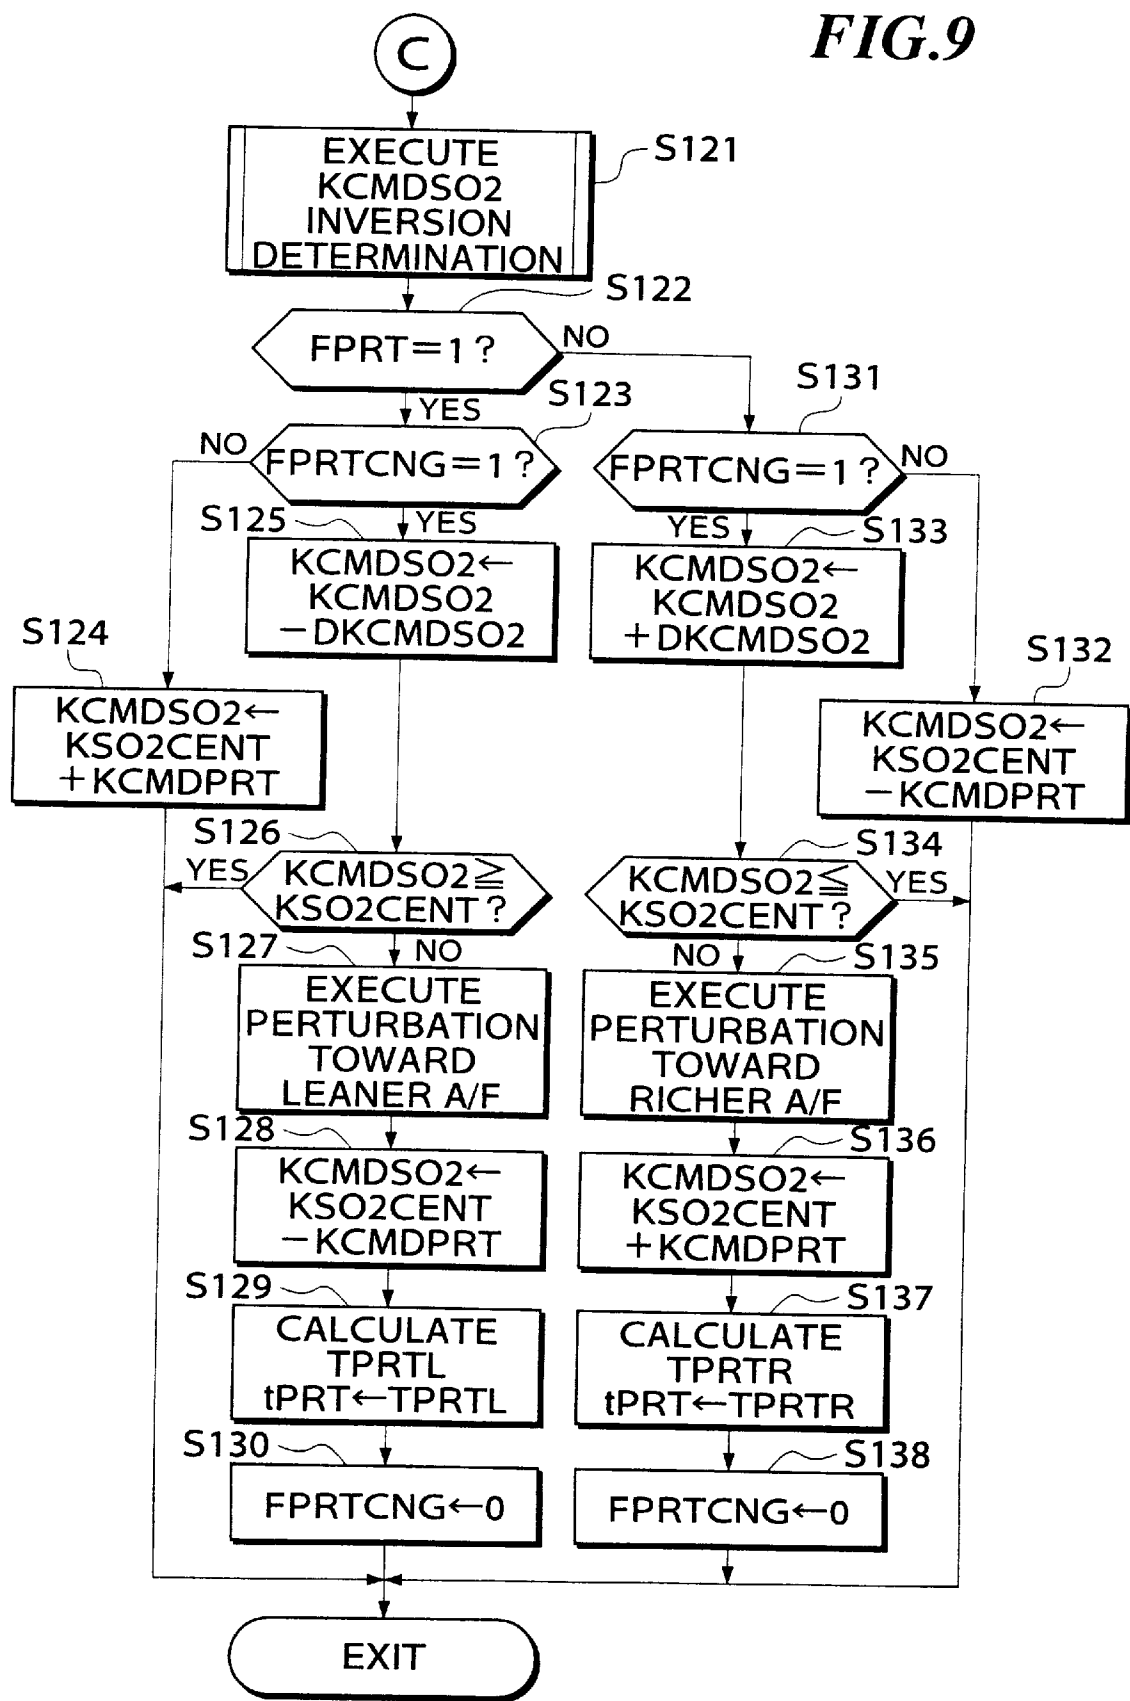 FIG.9
C
EXECUTE
KCMDSO2
INVERSION
DETERMINATION
S121
S122
FPRT=1?
NO
YES
S123
S131
NO
FPRTCNG=1?
FPRTCNG=1?
NO
S125
YES
YES
S133
KCMDSO2←
KCMDSO2
−DKCMDSO2
KCMDSO2←
KCMDSO2
+DKCMDSO2
S124
S132
KCMDSO2←
KSO2CENT
+KCMDPRT
KCMDSO2←
KSO2CENT
−KCMDPRT
S126
S134
YES
KCMDSO2≧
KSO2CENT?
KCMDSO2≦
KSO2CENT?
YES
S127
NO
NO
S135
EXECUTE
PERTURBATION
TOWARD
LEANER A/F
EXECUTE
PERTURBATION
TOWARD
RICHER A/F
S128
S136
KCMDSO2←
KSO2CENT
−KCMDPRT
KCMDSO2←
KSO2CENT
+KCMDPRT
S129
S137
CALCULATE
TPRTL
tPRT←TPRTL
CALCULATE
TPRTR
tPRT←TPRTR
S130
S138
FPRTCNG←0
FPRTCNG←0
EXIT